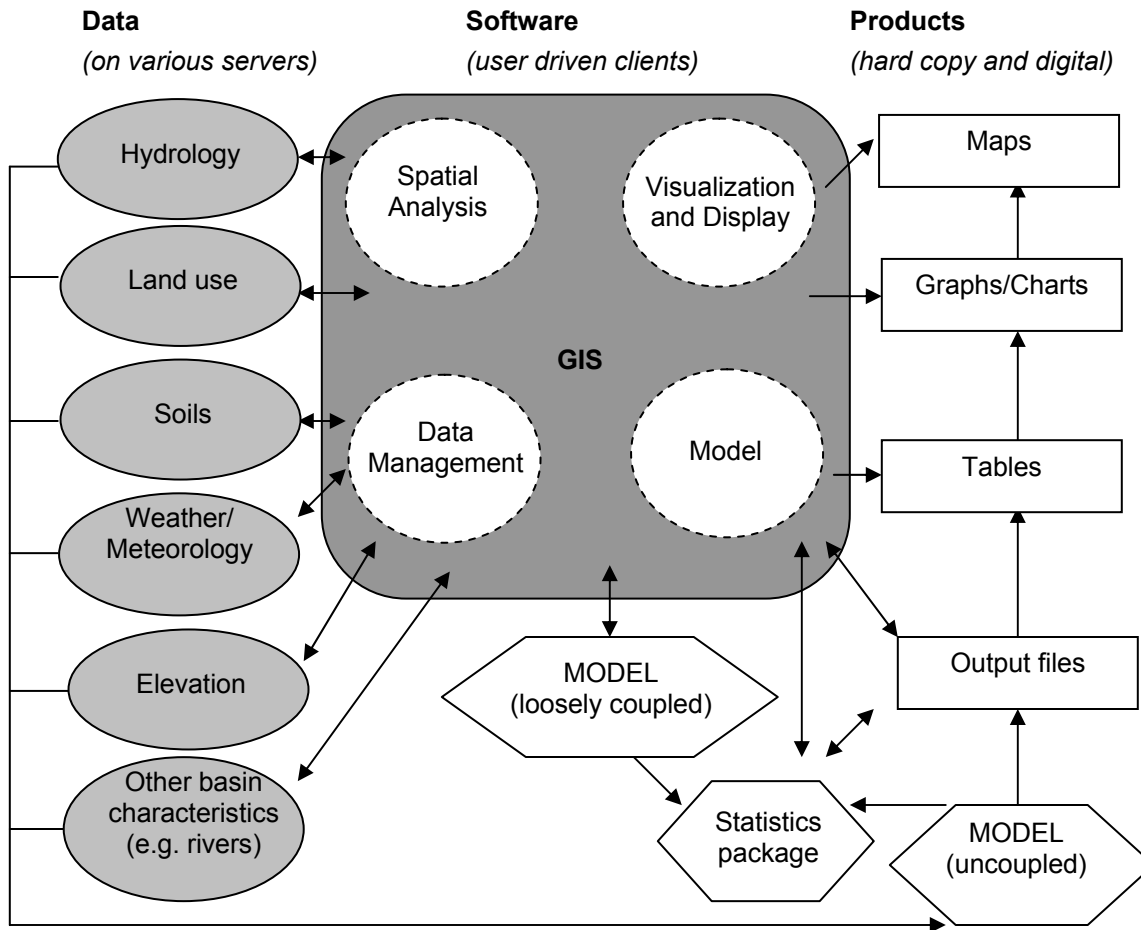 Data
(on various servers)
Software
(user driven clients)
Products
(hard copy and digital)
Hydrology
Land use
Soils
Weather/
Meteorology
Elevation
Other basin
characteristics
(e.g. rivers)
Spatial
Analysis
Visualization
and Display
GIS
Data
Management
Model
MODEL
(loosely coupled)
Statistics
package
Maps
Graphs/Charts
Tables
Output files
MODEL
(uncoupled)